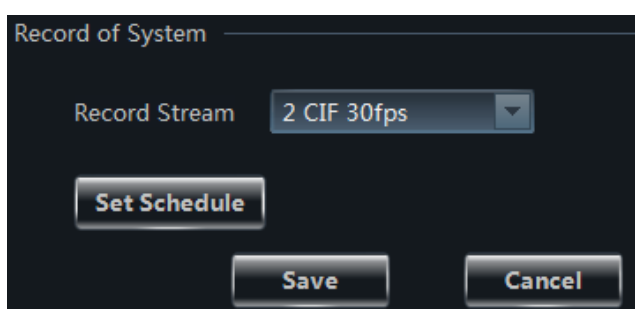 Record of System
Record Stream 2 CIF 30fps
Set Schedule
Save Cancel